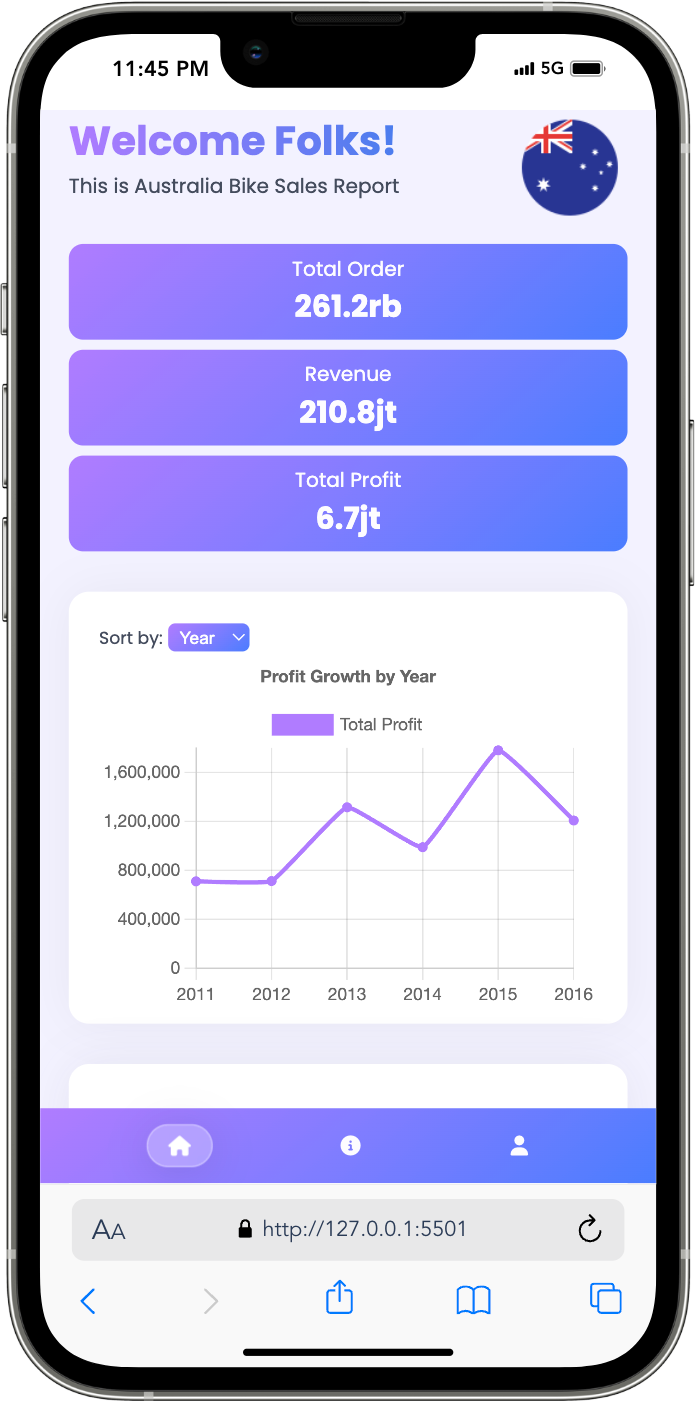 11:45 PM 5G
Welcome Folks!
This is Australia Bike Sales Report
Total Order
261.2rb
Revenue
210.8jt
Total Profit
6.7jt
Sort by: Year
Profit Growth by Year
Total Profit
1,600,000
1,200,000
800,000
400,000
0
2011 2012 2013 2014 2015 2016
AA http://127.0.0.1:5501